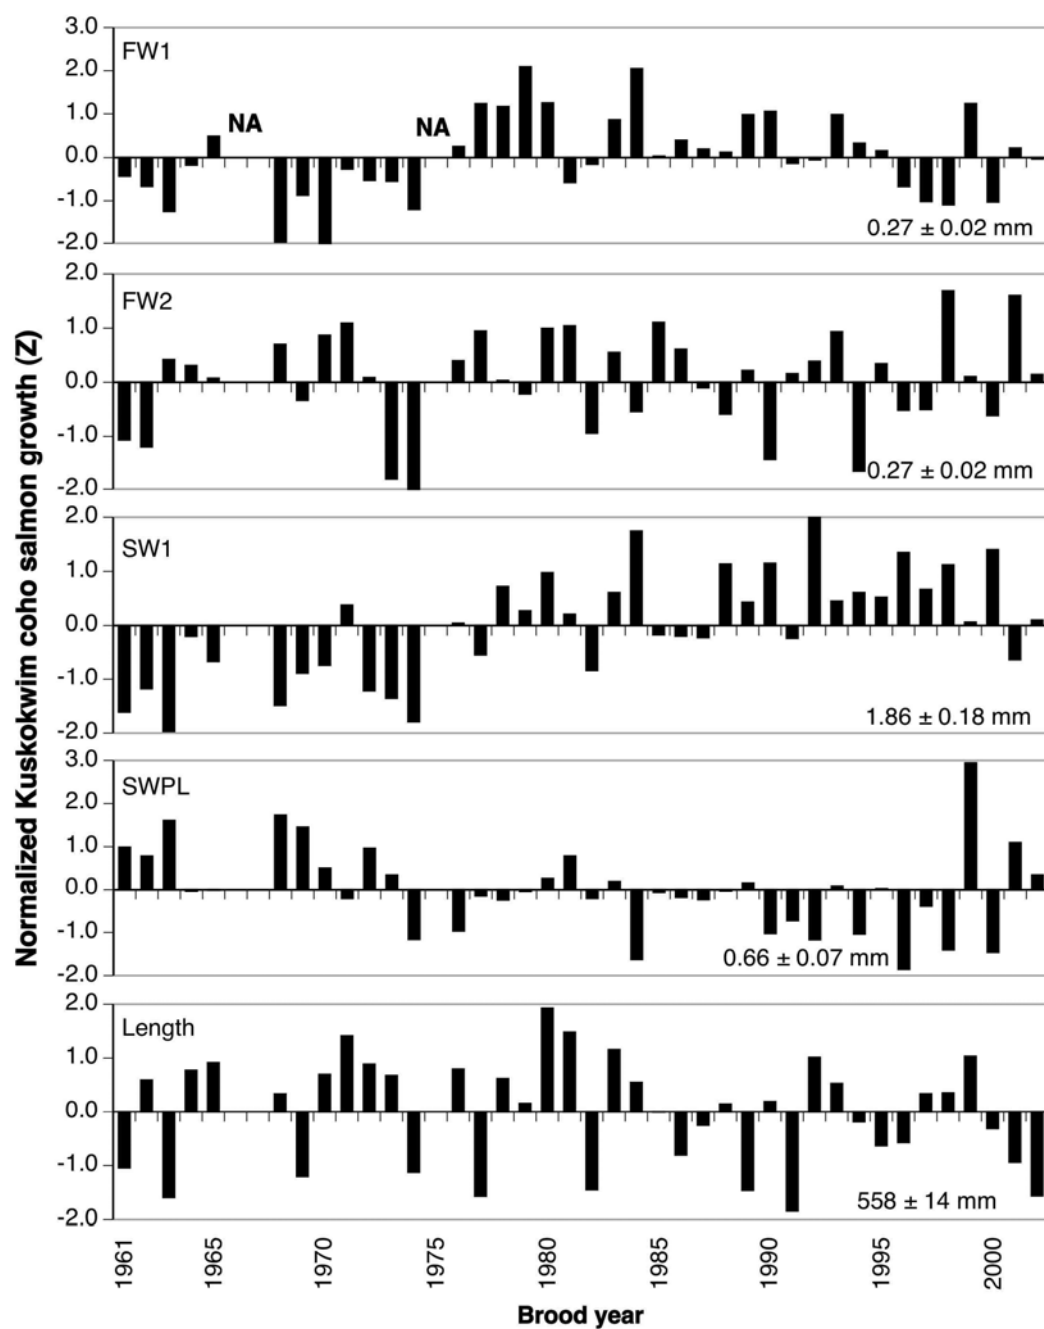 Normalized Kuskokwim coho salmon growth (Z)
3.0
FW1
2.0
1.0
NA
NA
0.0
-1.0
0.27 ± 0.02 mm
-2.0
2.0
FW2
1.0
0.0
-1.0
0.27 ± 0.02 mm
-2.0
2.0
SW1
1.0
0.0
-1.0
1.86 ± 0.18 mm
-2.0
3.0
SWPL
2.0
1.0
0.0
-1.0
0.66 ± 0.07 mm
-2.0
2.0
Length
1.0
0.0
-1.0
558 ± 14 mm
-2.0
1961 1965 1970 1975 1980 1985 1990 1995 2000
Brood year